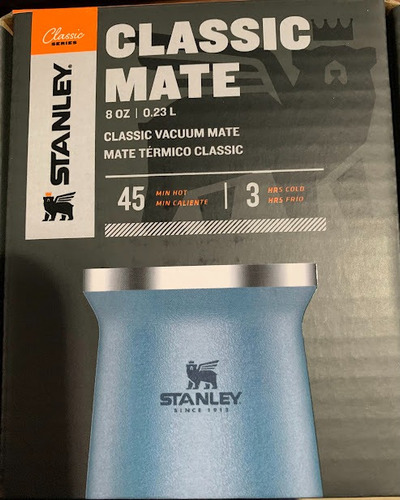 Classic
SERIES
STANLEY
CLASSIC
MATE
8 OZ | 0.23 L
CLASSIC VACUUM MATE
MATE TÉRMICO CLASSIC
45 MIN HOT
MIN CALIENTE
3 HRS COLD
HRS FRIO
STANLEY
SINCE 1913